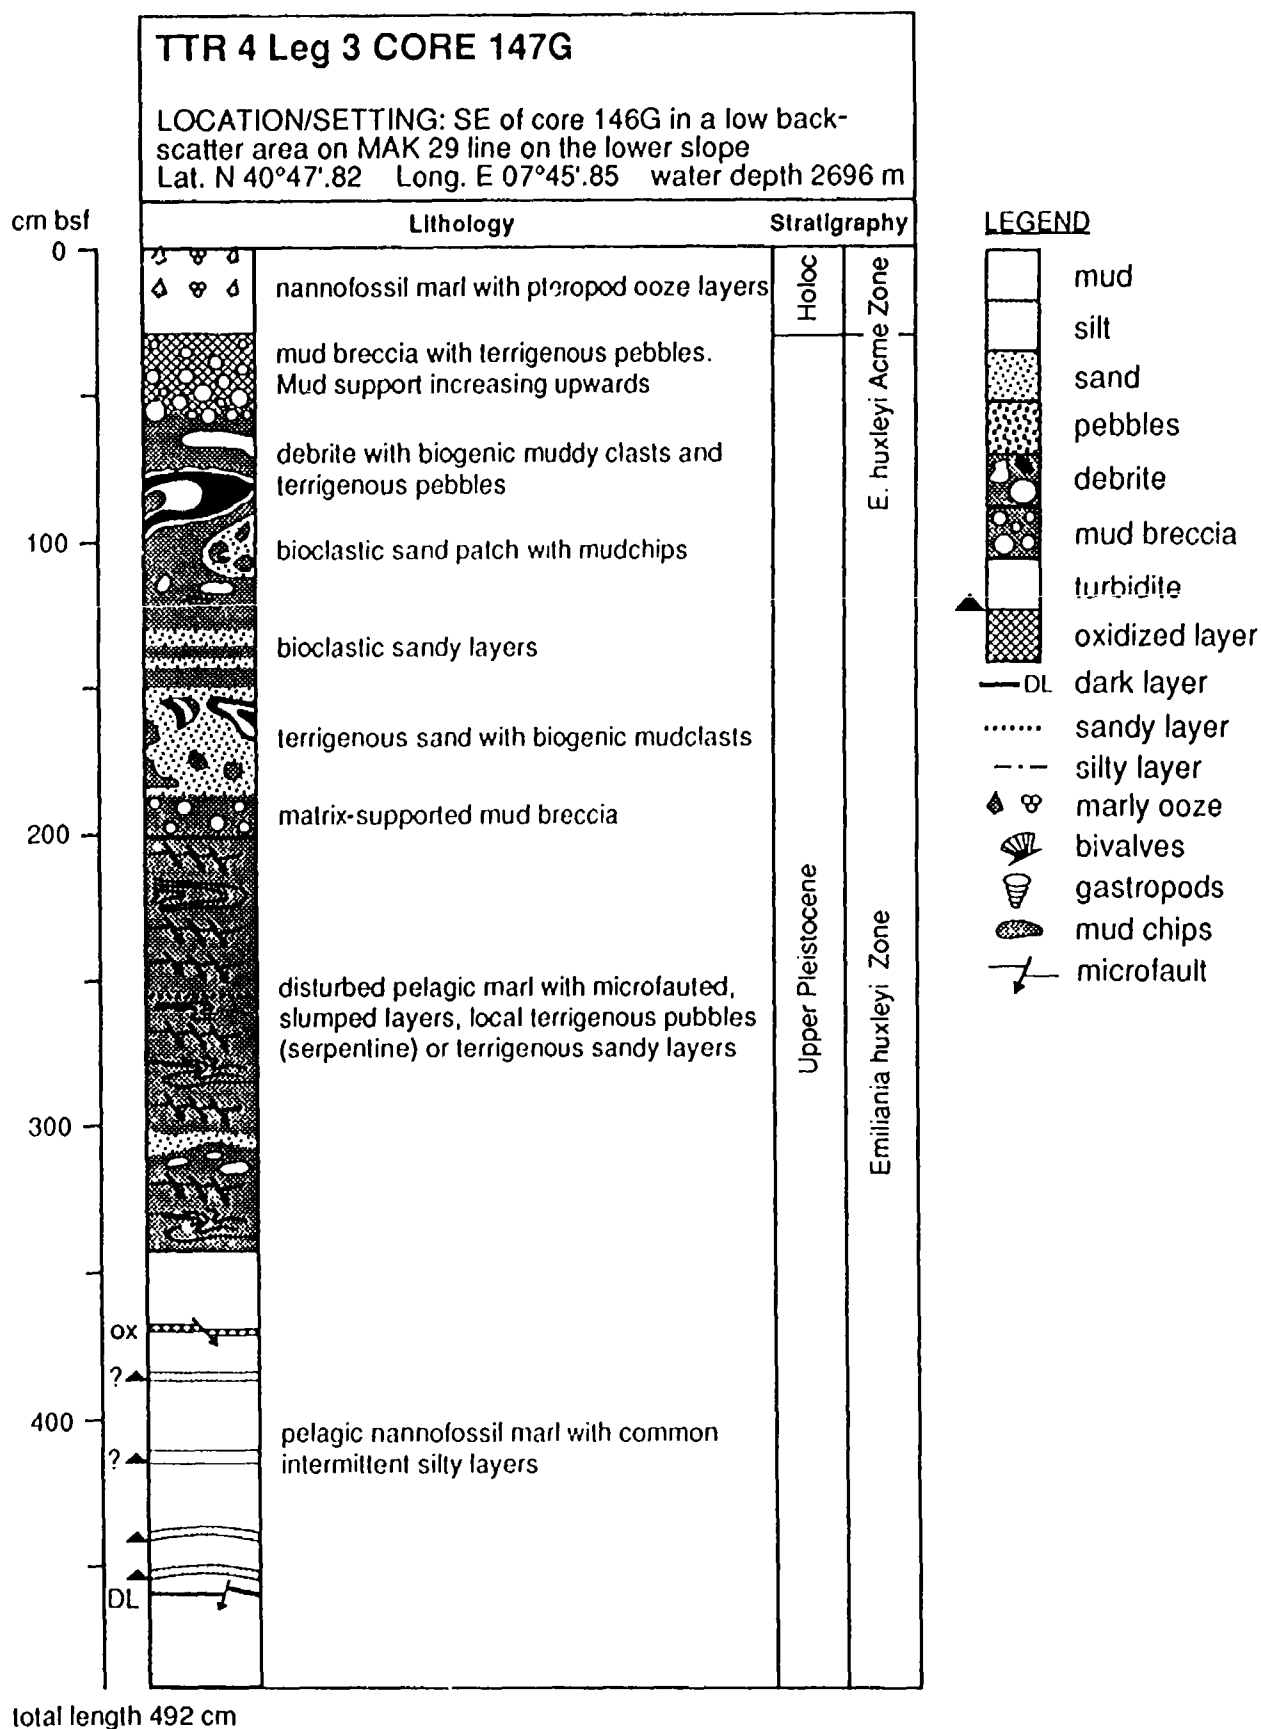 TTR 4 Leg 3 CORE 147G
LOCATION/SETTING: SE of core 146G in a low back-
scatter area on MAK 29 line on the lower slope
Lat. N 40°47'.82 Long. E 07°45'.85 water depth 2696 m
cm bsf
Lithology
Stratigraphy
0
100
200
300
400
ox
?
?
DL
nannofossil marl with pteropod ooze layers
mud breccia with terrigenous pebbles.
Mud support increasing upwards
debrite with biogenic muddy clasts and
terrigenous pebbles
bioclastic sand patch with mudchips
bioclastic sandy layers
terrigenous sand with biogenic mudclasts
matrix-supported mud breccia
disturbed pelagic marl with microfauted,
slumped layers, local terrigenous pubbles
(serpentine) or terrigenous sandy layers
pelagic nannofossil marl with common
intermittent silty layers
Holoc
Upper Pleistocene
E. huxleyi Acme Zone
Emiliania huxleyi Zone
LEGEND
mud
silt
sand
pebbles
debrite
mud breccia
turbidite
oxidized layer
DL dark layer
sandy layer
silty layer
marly ooze
bivalves
gastropods
mud chips
microfault
total length 492 cm